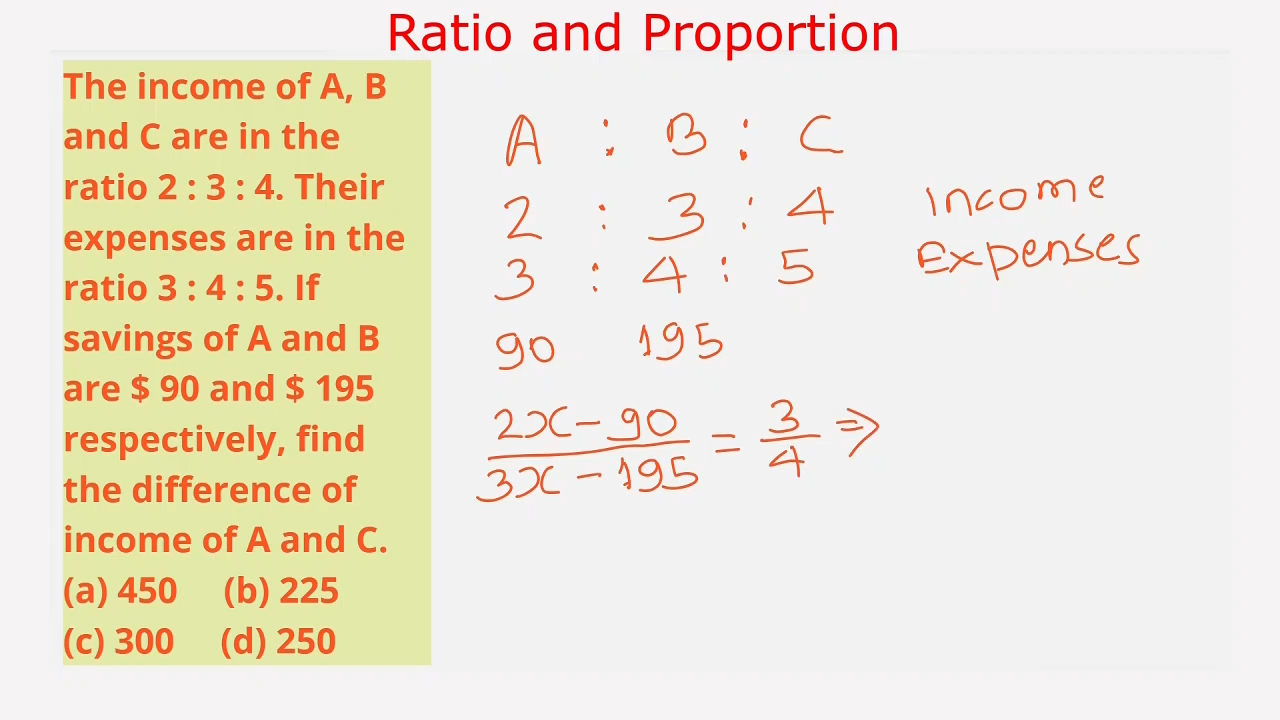 Ratio and Proportion
The income of A, B
and C are in the
ratio 2 : 3 : 4. Their
expenses are in the
ratio 3 : 4 : 5. If
savings of A and B
are $ 90 and $ 195
respectively, find
the difference of
income of A and C.
(a) 450 (b) 225
(c) 300 (d) 250
A : B : C
2 : 3 : 4 Income
3 : 4 : 5 Expenses
90 195
2x - 90 / 3x - 195 = 3 / 4 ⇒